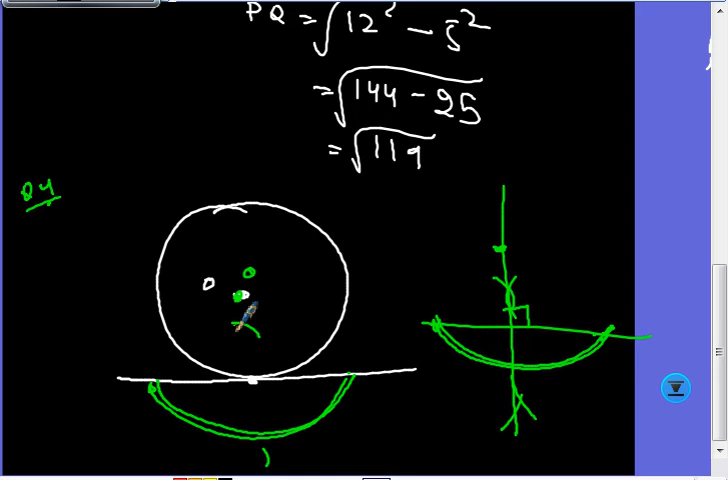 PQ = √12² - 5²
= √144 - 25
= √119
Q4